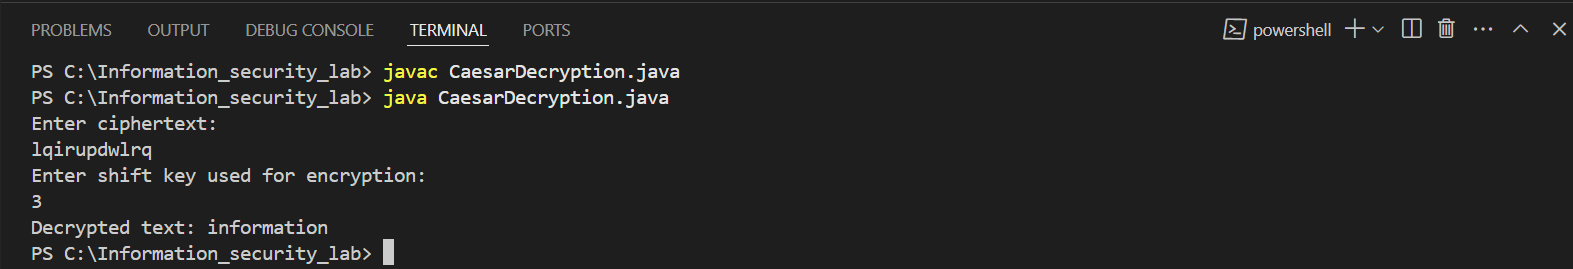 PROBLEMS OUTPUT DEBUG CONSOLE TERMINAL PORTS powershell
PS C:\Information_security_lab> javac CaesarDecryption.java
PS C:\Information_security_lab> java CaesarDecryption.java
Enter ciphertext:
lqirupdwlrq
Enter shift key used for encryption:
3
Decrypted text: information
PS C:\Information_security_lab>